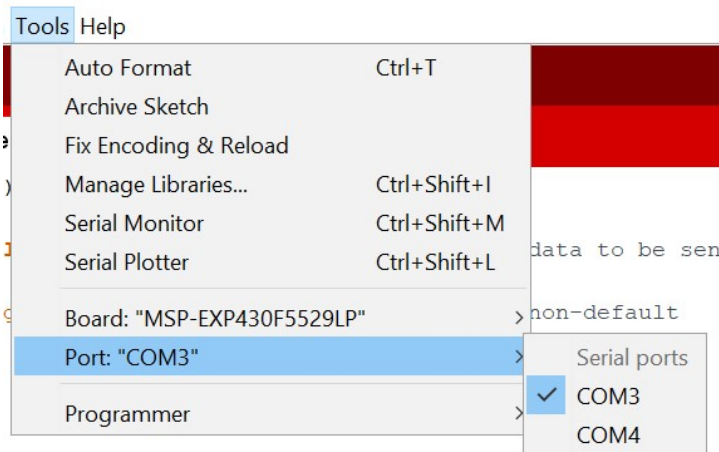 Tools Help
Auto Format Ctrl+T
Archive Sketch
Fix Encoding & Reload
Manage Libraries... Ctrl+Shift+I
Serial Monitor Ctrl+Shift+M
data to be sen
Serial Plotter Ctrl+Shift+L
Board: "MSP-EXP430F5529LP" >
non-default
Port: "COM3" >
Serial ports
✓ COM3
Programmer >
COM4